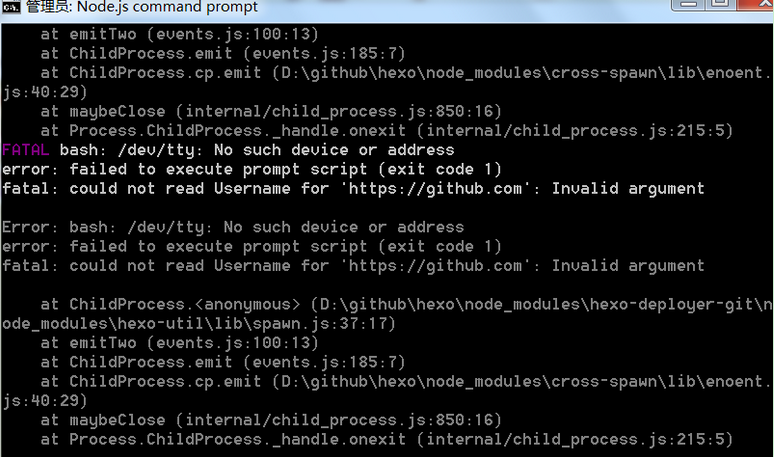 管理员: Node.js command prompt
at emitTwo (events.js:100:13)
at ChildProcess.emit (events.js:185:7)
at ChildProcess.cp.emit (D:\github\hexo\node_modules\cross-spawn\lib\enoent.
js:40:29)
at maybeClose (internal/child_process.js:850:16)
at Process.ChildProcess._handle.onexit (internal/child_process.js:215:5)
FATAL bash: /dev/tty: No such device or address
error: failed to execute prompt script (exit code 1)
fatal: could not read Username for 'https://github.com': Invalid argument
Error: bash: /dev/tty: No such device or address
error: failed to execute prompt script (exit code 1)
fatal: could not read Username for 'https://github.com': Invalid argument
at ChildProcess.<anonymous> (D:\github\hexo\node_modules\hexo-deployer-git\n
ode_modules\hexo-util\lib\spawn.js:37:17)
at emitTwo (events.js:100:13)
at ChildProcess.emit (events.js:185:7)
at ChildProcess.cp.emit (D:\github\hexo\node_modules\cross-spawn\lib\enoent.
js:40:29)
at maybeClose (internal/child_process.js:850:16)
at Process.ChildProcess._handle.onexit (internal/child_process.js:215:5)